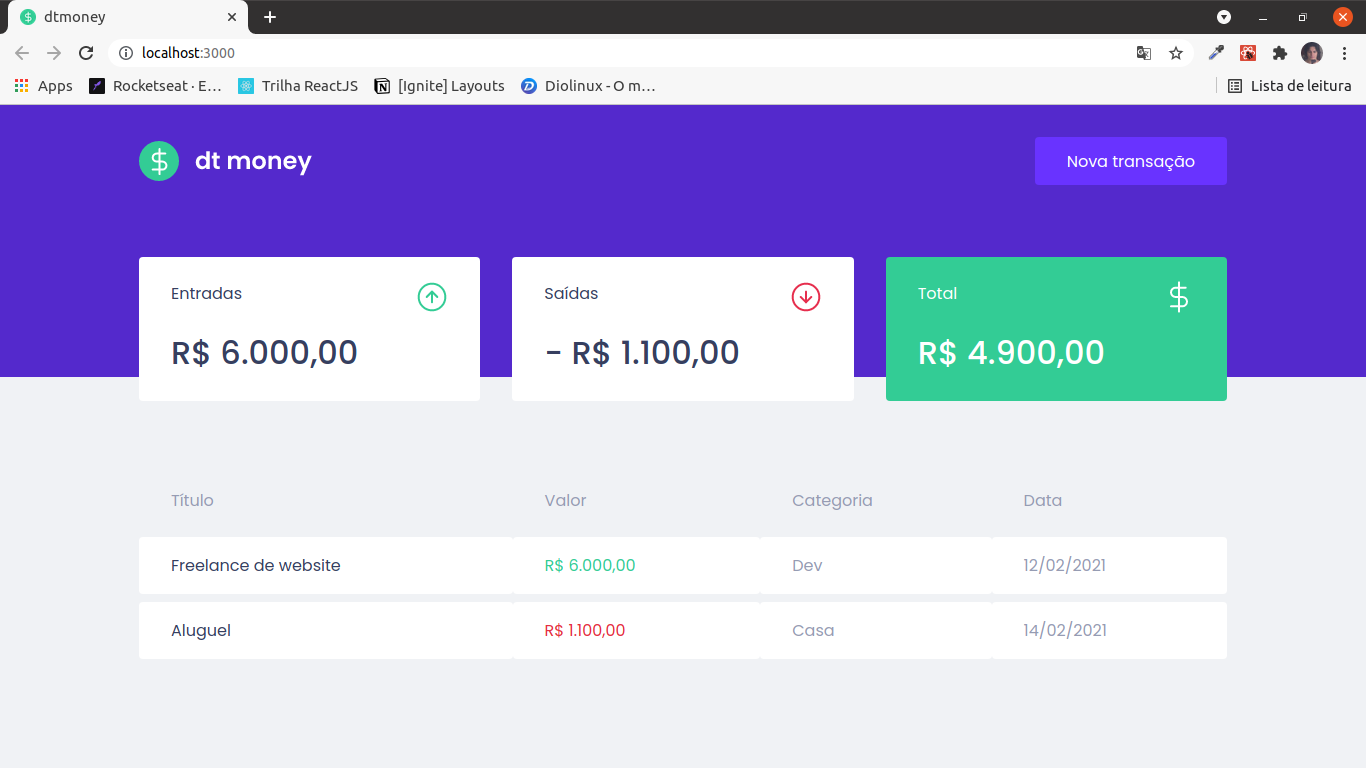 dtmoney
localhost:3000
Apps Rocketseat · E… Trilha ReactJS [Ignite] Layouts Diolinux - O m… Lista de leitura
$ dt money Nova transação
Entradas Saídas Total $
R$ 6.000,00 - R$ 1.100,00 R$ 4.900,00
Título Valor Categoria Data
Freelance de website R$ 6.000,00 Dev 12/02/2021
Aluguel R$ 1.100,00 Casa 14/02/2021